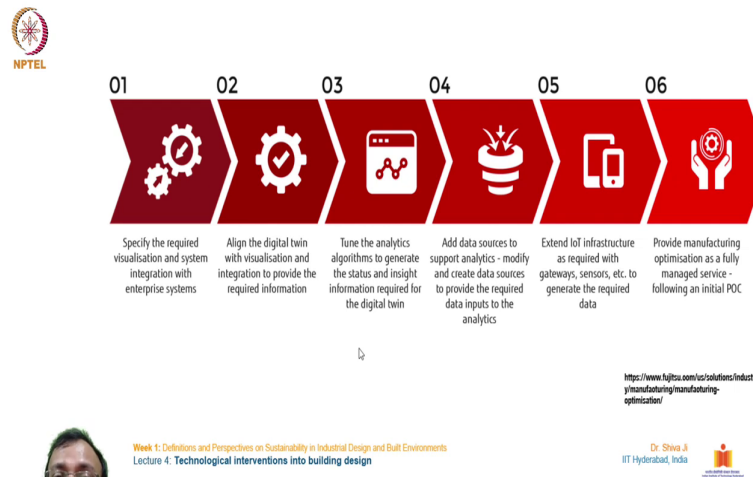 NPTEL
01
02
03
04
05
06
Specify the required
visualisation and system
integration with
enterprise systems
Align the digital twin
with visualisation and
integration to provide the
required information
Tune the analytics
algorithms to generate
the status and insight
information required for
the digital twin
Add data sources to
support analytics - modify
and create data sources
to provide the required
data inputs to the
analytics
Extend IoT infrastructure
as required with
gateways, sensors, etc. to
generate the required
data
Provide manufacturing
optimisation as a fully
managed service -
following an initial POC
https://www.fujitsu.com/us/solutions/indust
y/manufacturing/manufacturing-
optimisation/
Week 1: Definitions and Perspectives on Sustainability in Industrial Design and Built Environments
Lecture 4: Technological interventions into building design
Dr. Shiva Ji
IIT Hyderabad, India